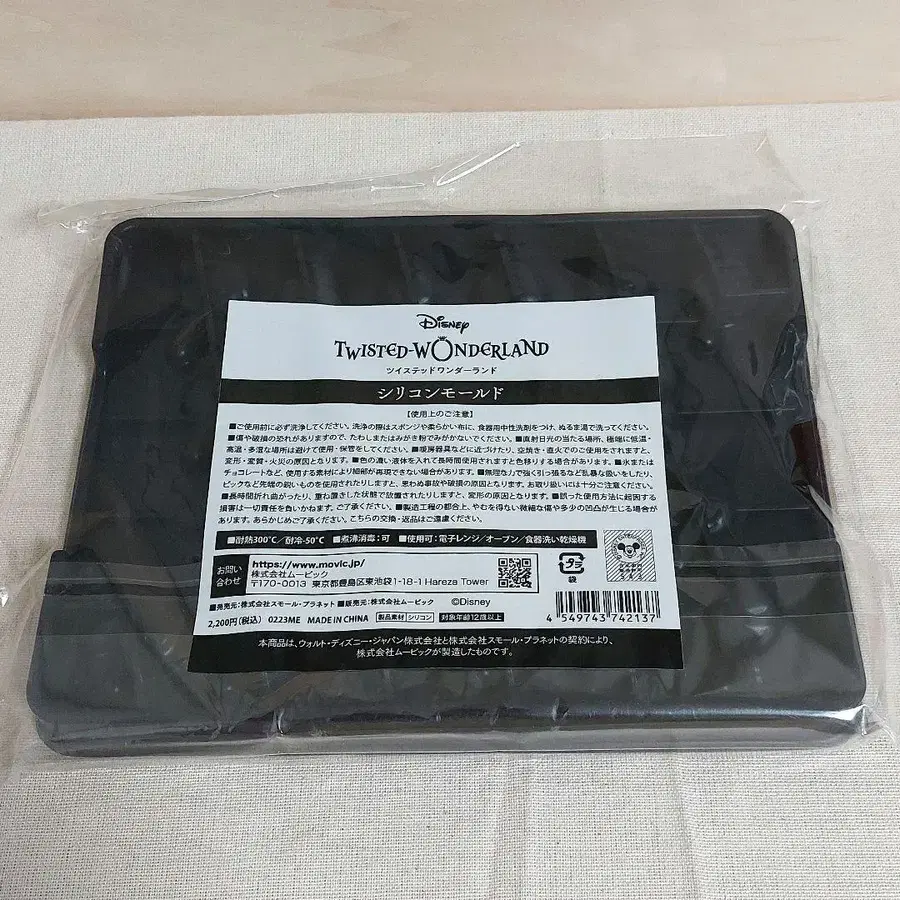 Disney
TWISTED-WONDERLAND
ツイステッドワンダーランド
シリコンモールド
【使用上のご注意】
■ご使用前に必ず洗浄してください。洗浄の際はスポンジや柔らかい布に、食器用中性洗剤をつけ、ぬるま湯で洗ってください。
■傷や破損の恐れがありますので、たわしまたはみがき粉でみがかないでください。■直射日光の当たる場所、極端に低温・
高温・多湿な場所は避けて使用・保管をしてください。■暖房器具などに近づけたり、空焼き・直火でのご使用をされますと、
変形・変質・火災の原因となります。■色の濃い液体を入れて長時間使用されますと色移りする場合があります。■氷または
チョコレートなど、使用する素材により細部が再現できない場合があります。■無理な力で強く引っ張るなど乱暴な扱いをしたり、
ピックなど先端の鋭いものを使用されたりしますと、思わぬ事故や破損の原因となります。お取り扱いには十分ご注意ください。
■長時間折れ曲がったり、重ね置きした状態で放置されたりしますと、変形の原因となります。■誤った使用方法に起因する
損害は一切責任を負いかねます。ご了承ください。■製造工程の都合上、やむを得ない微細な傷や多少の凹凸が生じる場合が
あります。あらかじめご了承ください。こちらの交換・返品はご遠慮ください。
■耐熱300℃/耐冷-50℃ ■煮沸消毒:可 ■使用可:電子レンジ/オーブン/食器洗い乾燥機
お問い合わせ
https://www.movic.jp/
株式会社ムービック
〒170-0013 東京都豊島区東池袋1-18-1 Hareza Tower
プラ
袋
■発売元:株式会社スモール・プラネット ■販売元:株式会社ムービック ©Disney
2,200円(税込) 0223ME MADE IN CHINA 製品素材 シリコン 対象年齢12歳以上
4 549743 742137
本商品は、ウォルト・ディズニー・ジャパン株式会社と株式会社スモール・プラネットの契約により、
株式会社ムービックが製造したものです。